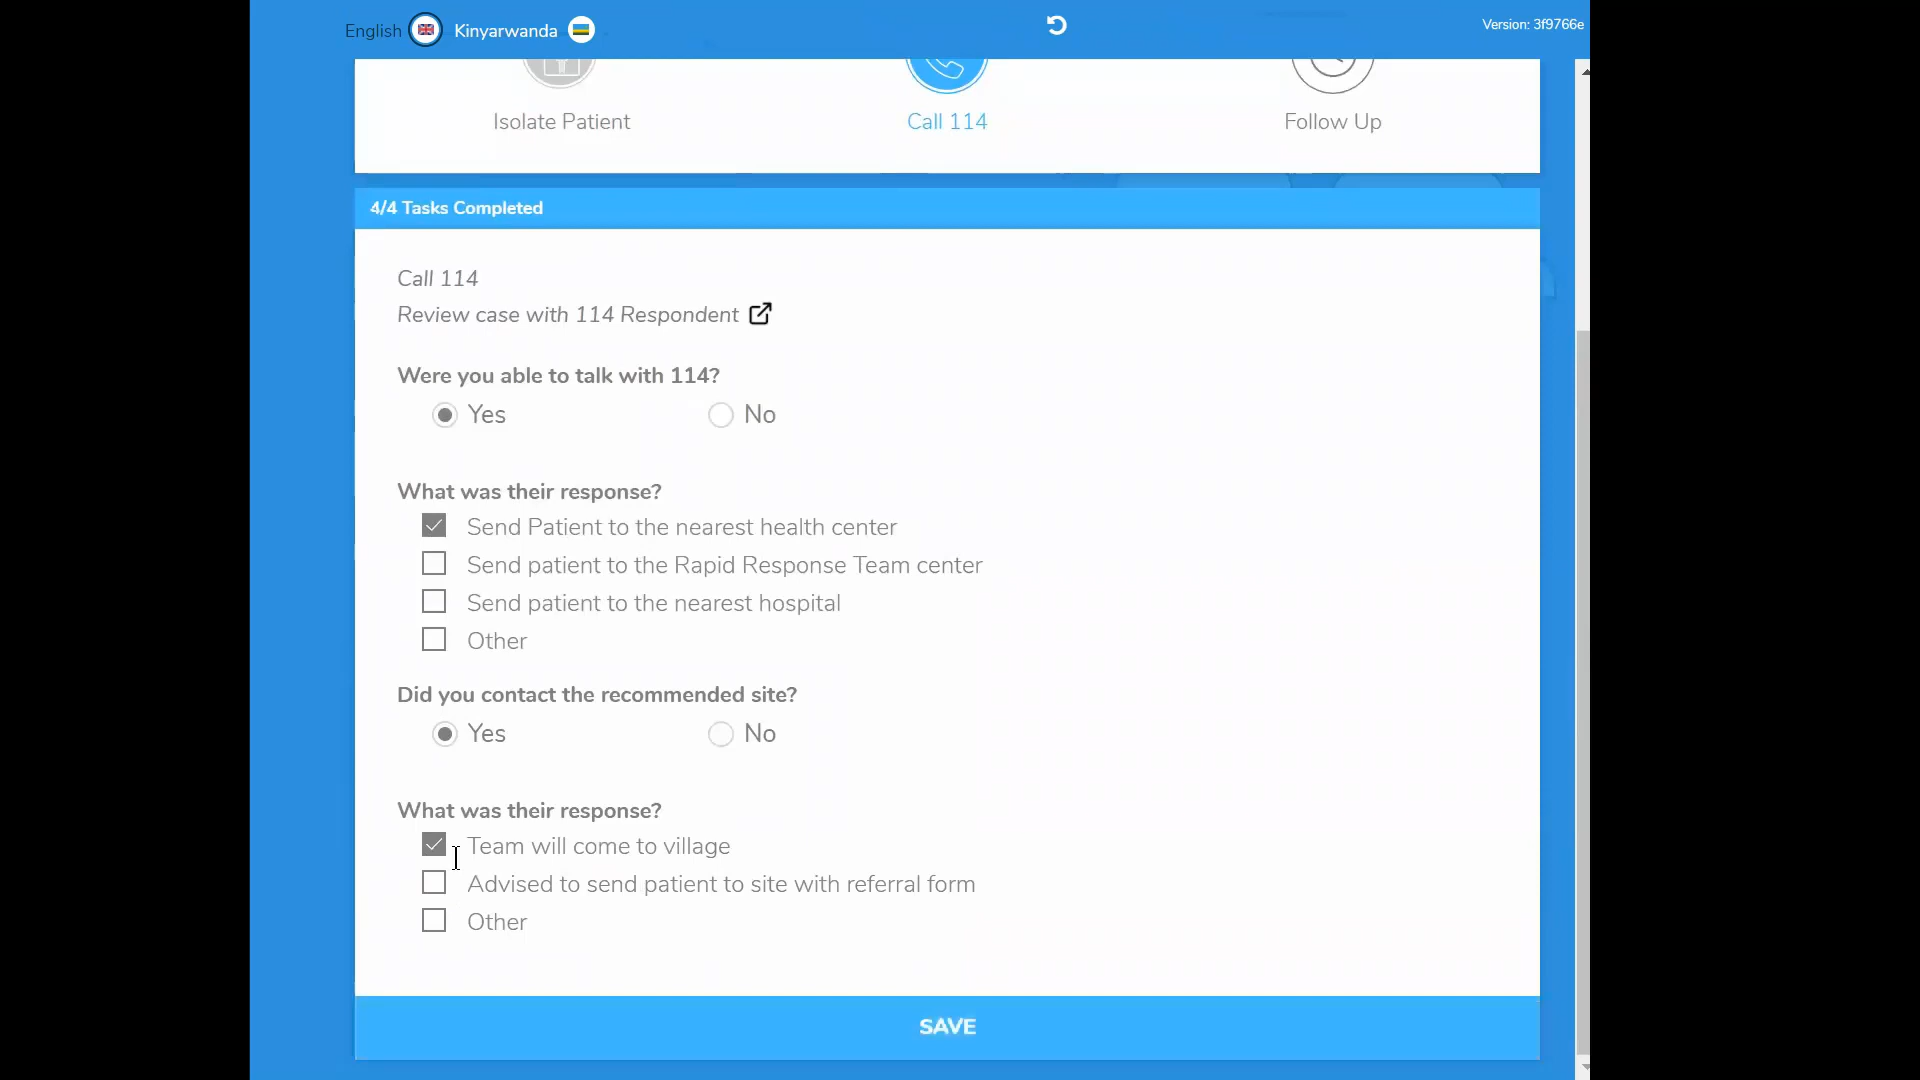 English Kinyarwanda Version: 3f9766e
Isolate Patient Call 114 Follow Up
4/4 Tasks Completed
Call 114
Review case with 114 Respondent
Were you able to talk with 114?
Yes No
What was their response?
Send Patient to the nearest health center
Send patient to the Rapid Response Team center
Send patient to the nearest hospital
Other
Did you contact the recommended site?
Yes No
What was their response?
Team will come to village
Advised to send patient to site with referral form
Other
SAVE